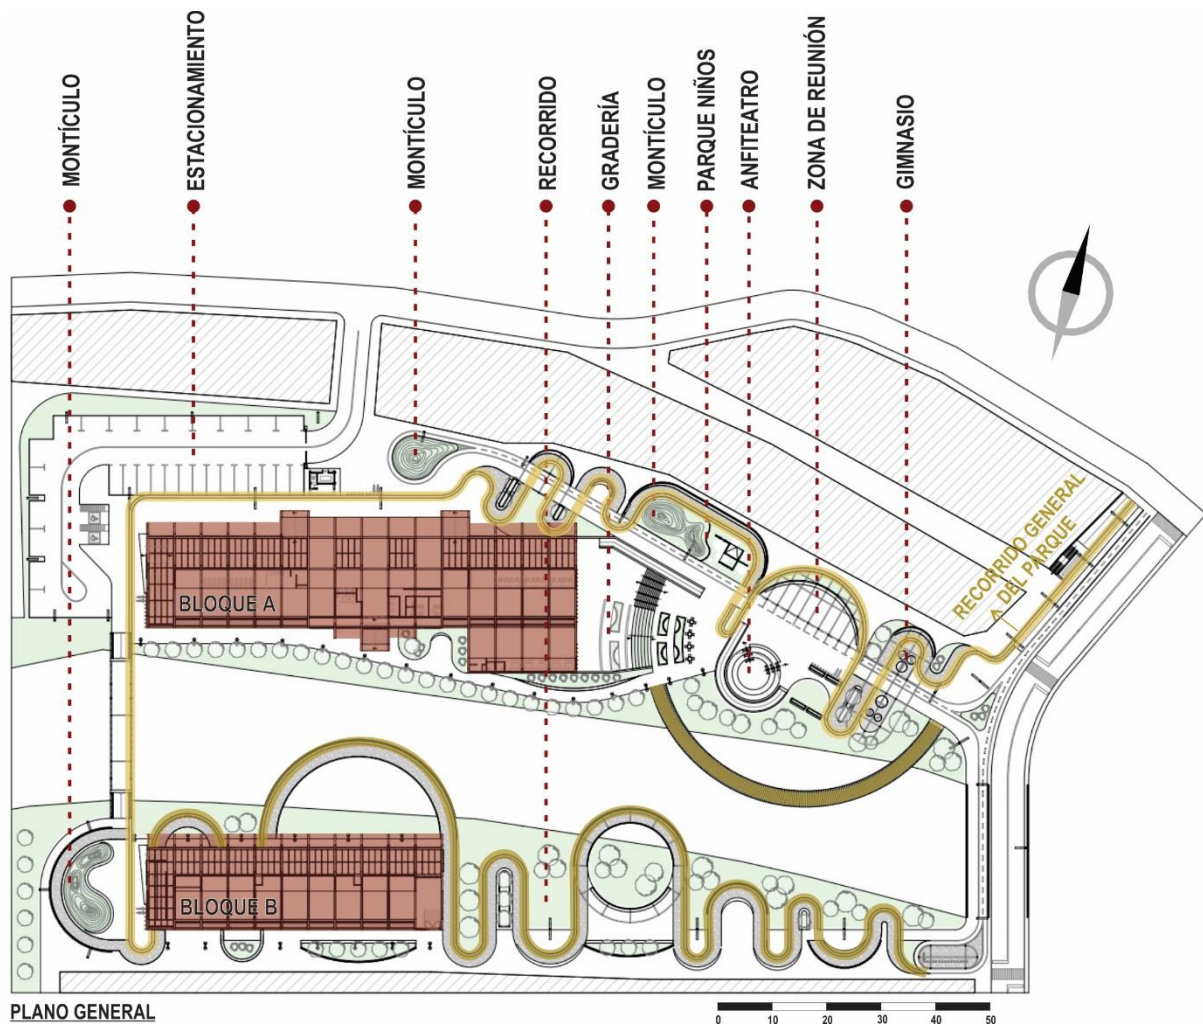 MONTÍCULO
ESTACIONAMIENTO
MONTÍCULO
RECORRIDO
GRADERÍA
MONTÍCULO
PARQUE NIÑOS
ANFITEATRO
ZONA DE REUNIÓN
GIMNASIO
RECORRIDO GENERAL
DEL PARQUE
BLOQUE A
BLOQUE B
PLANO GENERAL
0 10 20 30 40 50